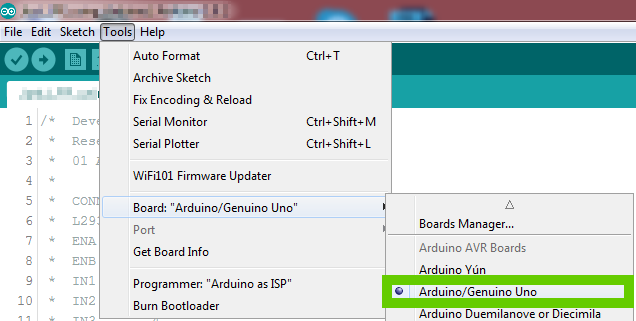 File Edit Sketch Tools Help
Auto Format Ctrl+T
Archive Sketch
Fix Encoding & Reload
Serial Monitor Ctrl+Shift+M
Serial Plotter Ctrl+Shift+L
WiFi101 Firmware Updater
Board: "Arduino/Genuino Uno"
Port
Get Board Info
Programmer: "Arduino as ISP"
Burn Bootloader
Boards Manager...
Arduino AVR Boards
Arduino Yún
Arduino/Genuino Uno
Arduino Duemilanove or Diecimila
1 /* Deve
2 * Rese
3 * 01
4 *
5 * CONN
6 * L293
7 * ENA
8 * ENB
9 * IN1
10 * IN2
11 * IN3